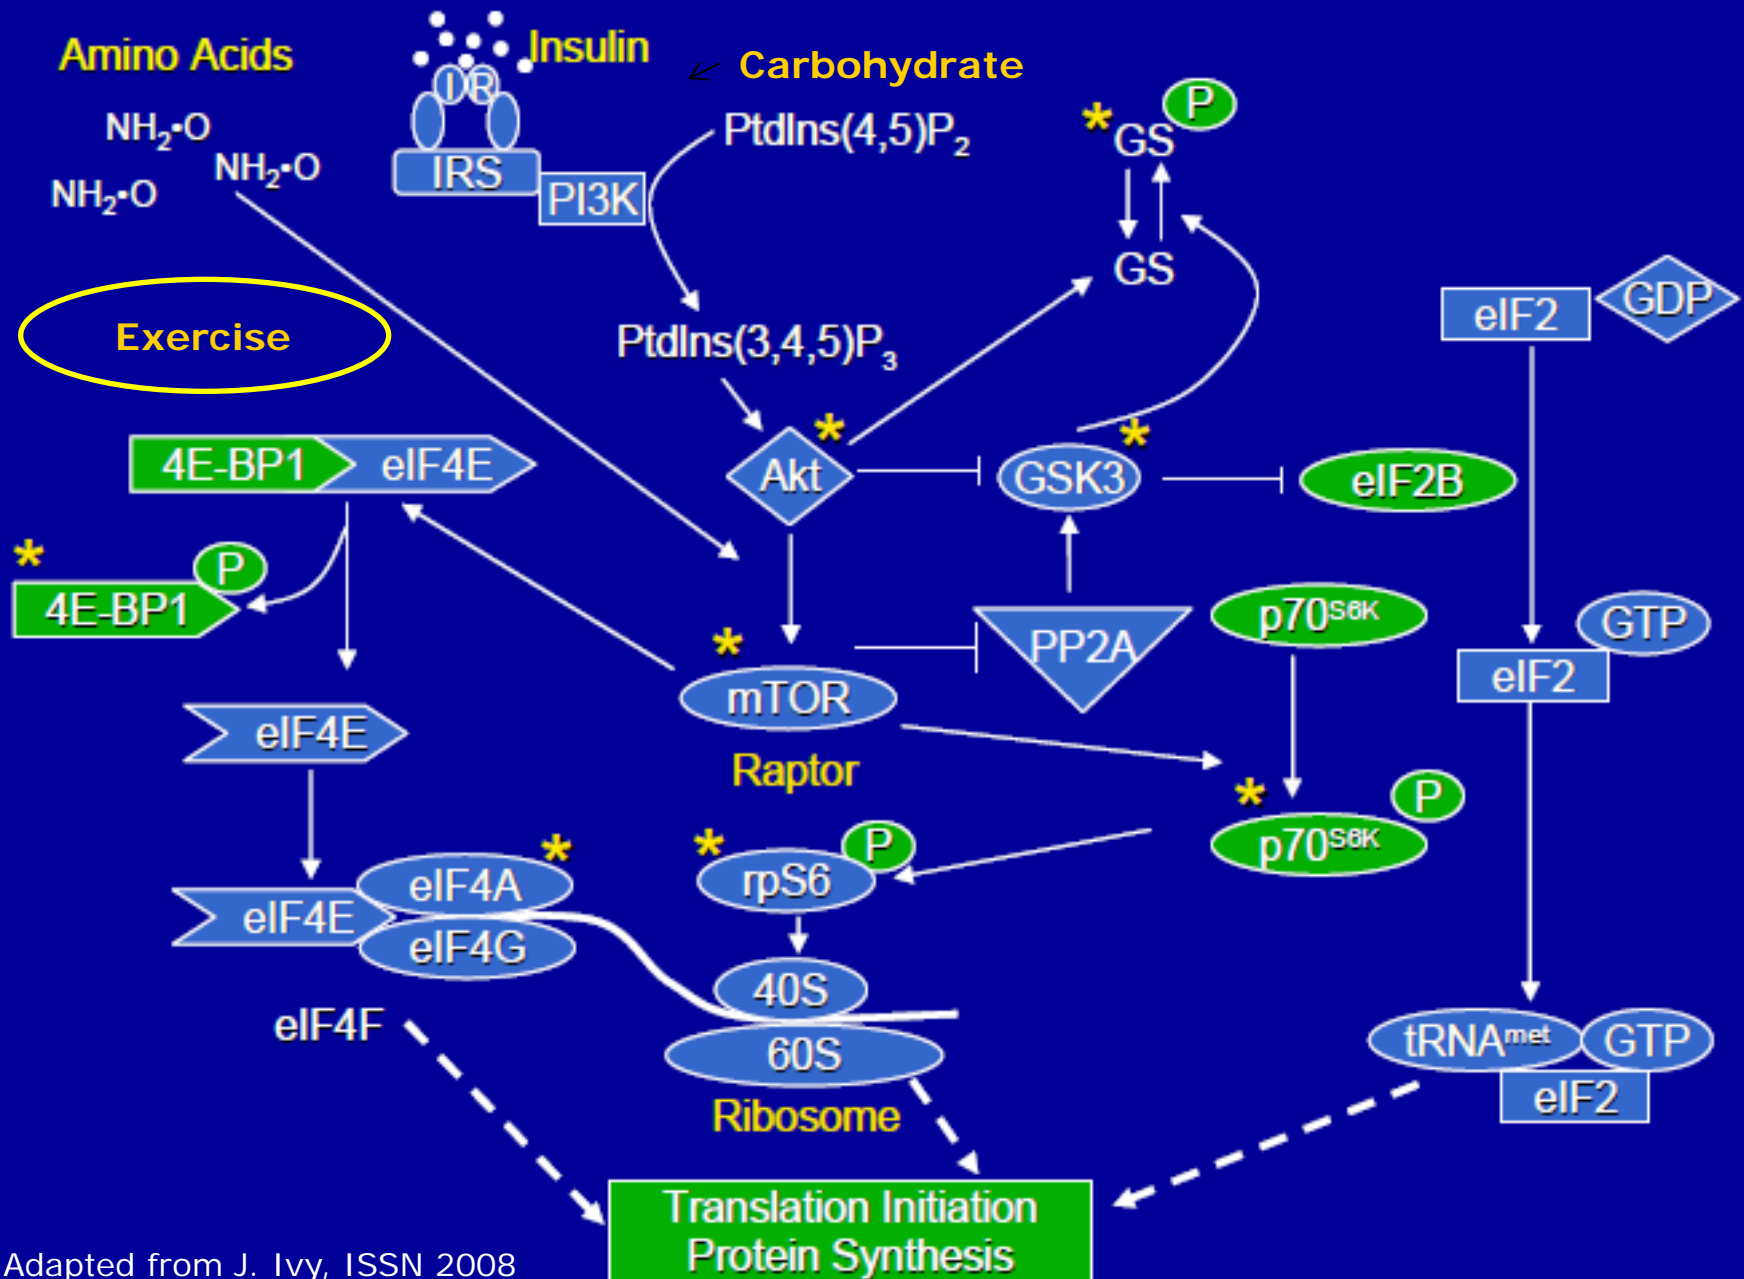 Amino Acids
Insulin
Carbohydrate
NH₂•O
NH₂•O
NH₂•O
I R
IRS
PI3K
PtdIns(4,5)P₂
*GS P
GS
Exercise
PtdIns(3,4,5)P₃
eIF2 GDP
4E-BP1 eIF4E
Akt *
GSK3 *
eIF2B
* 4E-BP1 P
* mTOR
Raptor
PP2A
p70ˢ⁶ᴷ
eIF2 GTP
eIF4E
* p70ˢ⁶ᴷ P
eIF4E eIF4A *
eIF4G
* rpS6 P
40S
60S
Ribosome
eIF4F
tRNAᵐᵉᵗ GTP
eIF2
Translation Initiation
Protein Synthesis
Adapted from J. Ivy, ISSN 2008